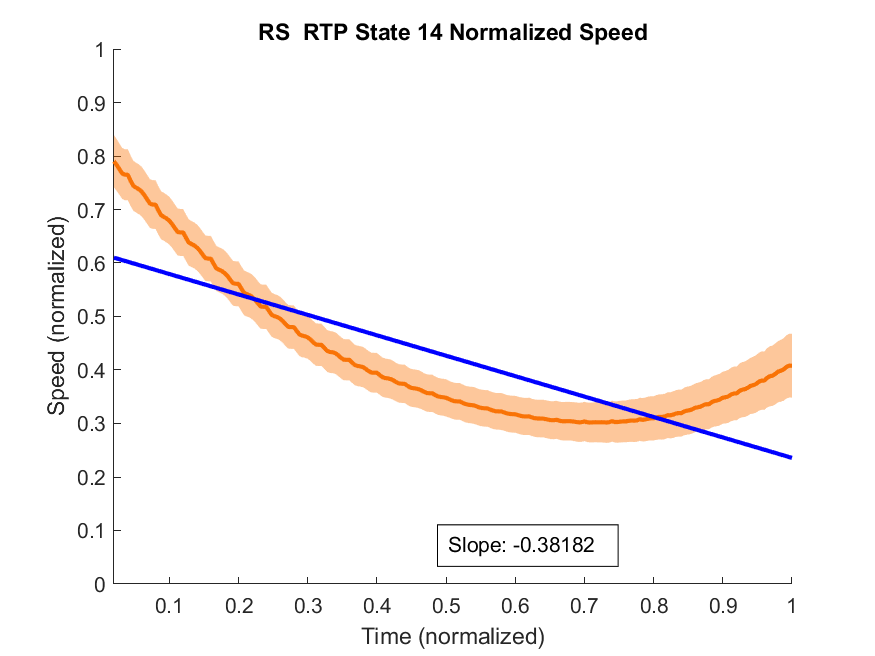 RS  RTP State 14 Normalized Speed
1
0.9
0.8
0.7
0.6
0.5
0.4
0.3
0.2
0.1
0
Speed (normalized)
Slope: -0.38182
0.1 0.2 0.3 0.4 0.5 0.6 0.7 0.8 0.9 1
Time (normalized)